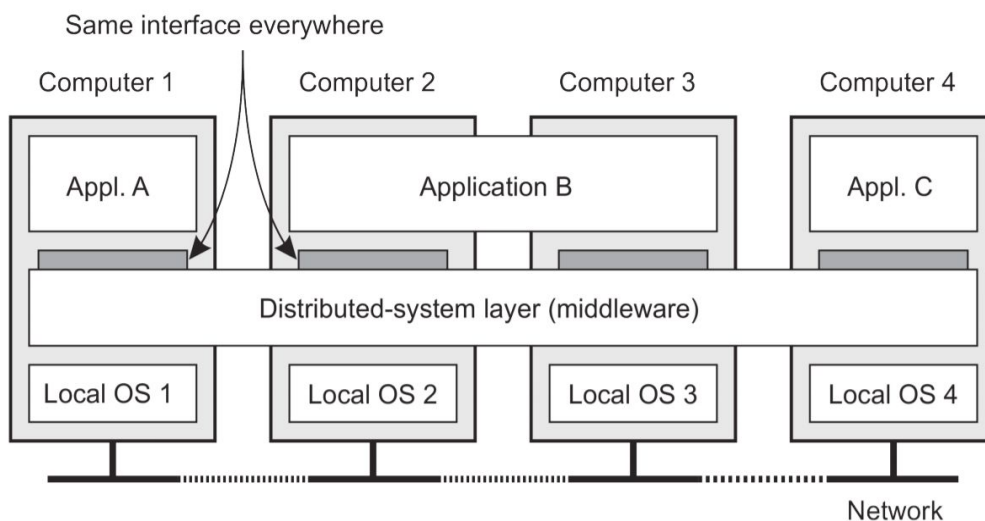 Same interface everywhere
Computer 1
Computer 2
Computer 3
Computer 4
Appl. A
Application B
Appl. C
Distributed-system layer (middleware)
Local OS 1
Local OS 2
Local OS 3
Local OS 4
Network